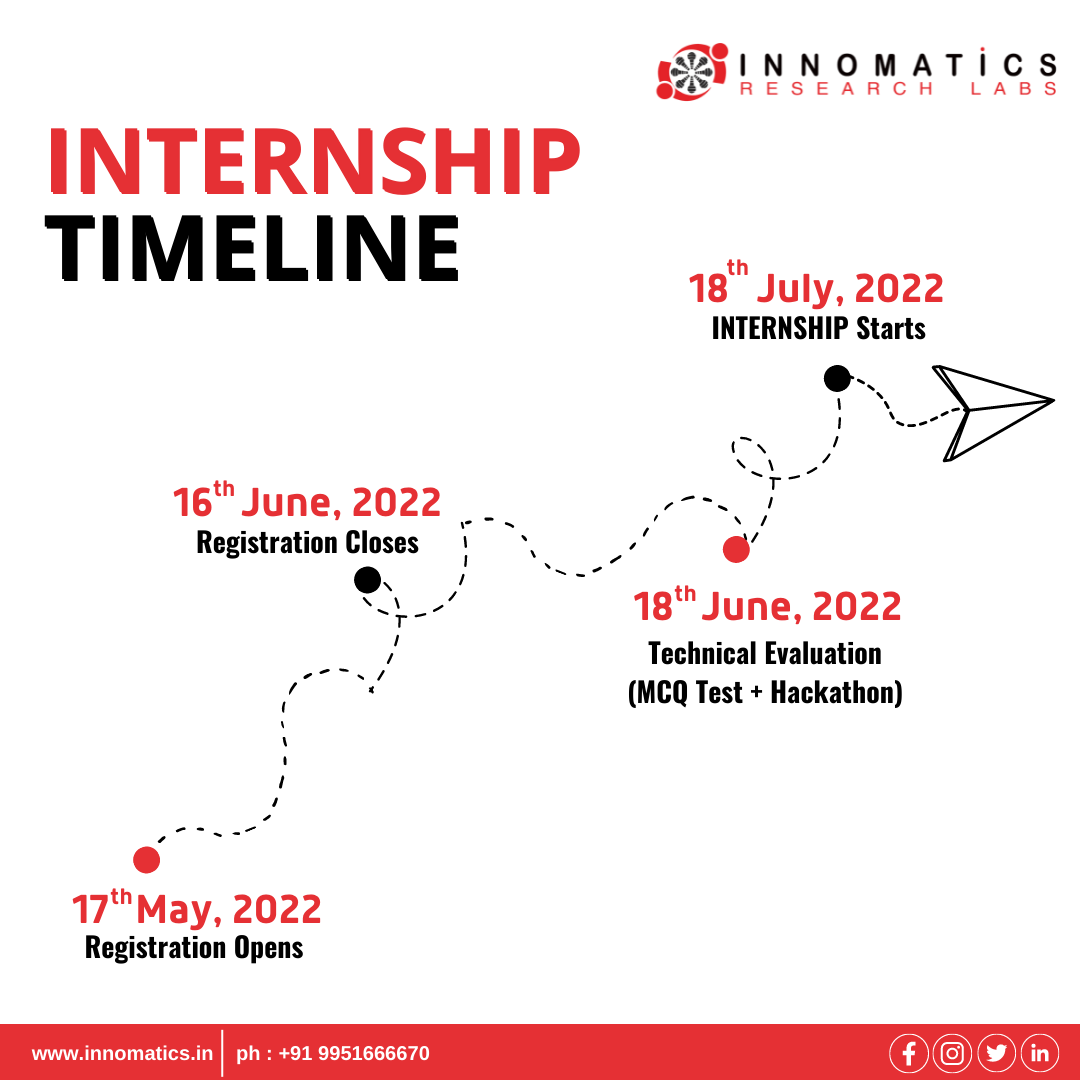 INNOMATICS
RESEARCH LABS
INTERNSHIP
TIMELINE
18th July, 2022
INTERNSHIP Starts
16th June, 2022
Registration Closes
18th June, 2022
Technical Evaluation
(MCQ Test + Hackathon)
17th May, 2022
Registration Opens
www.innomatics.in
ph : +91 9951666670